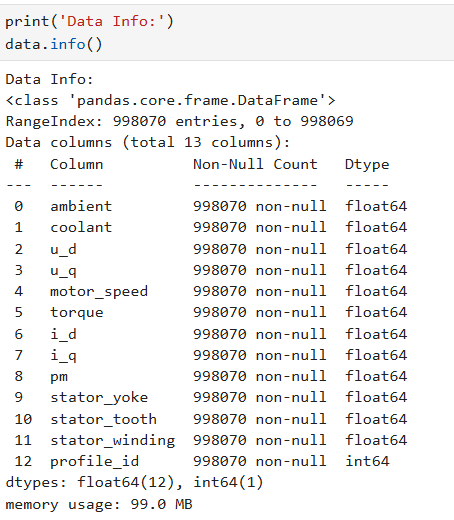 print('Data Info:')
data.info()
Data Info:
<class 'pandas.core.frame.DataFrame'>
RangeIndex: 998070 entries, 0 to 998069
Data columns (total 13 columns):
 #   Column          Non-Null Count   Dtype
---  ------          --------------   -----
 0   ambient         998070 non-null  float64
 1   coolant         998070 non-null  float64
 2   u_d             998070 non-null  float64
 3   u_q             998070 non-null  float64
 4   motor_speed     998070 non-null  float64
 5   torque          998070 non-null  float64
 6   i_d             998070 non-null  float64
 7   i_q             998070 non-null  float64
 8   pm              998070 non-null  float64
 9   stator_yoke     998070 non-null  float64
 10  stator_tooth    998070 non-null  float64
 11  stator_winding  998070 non-null  float64
 12  profile_id      998070 non-null  int64
dtypes: float64(12), int64(1)
memory usage: 99.0 MB